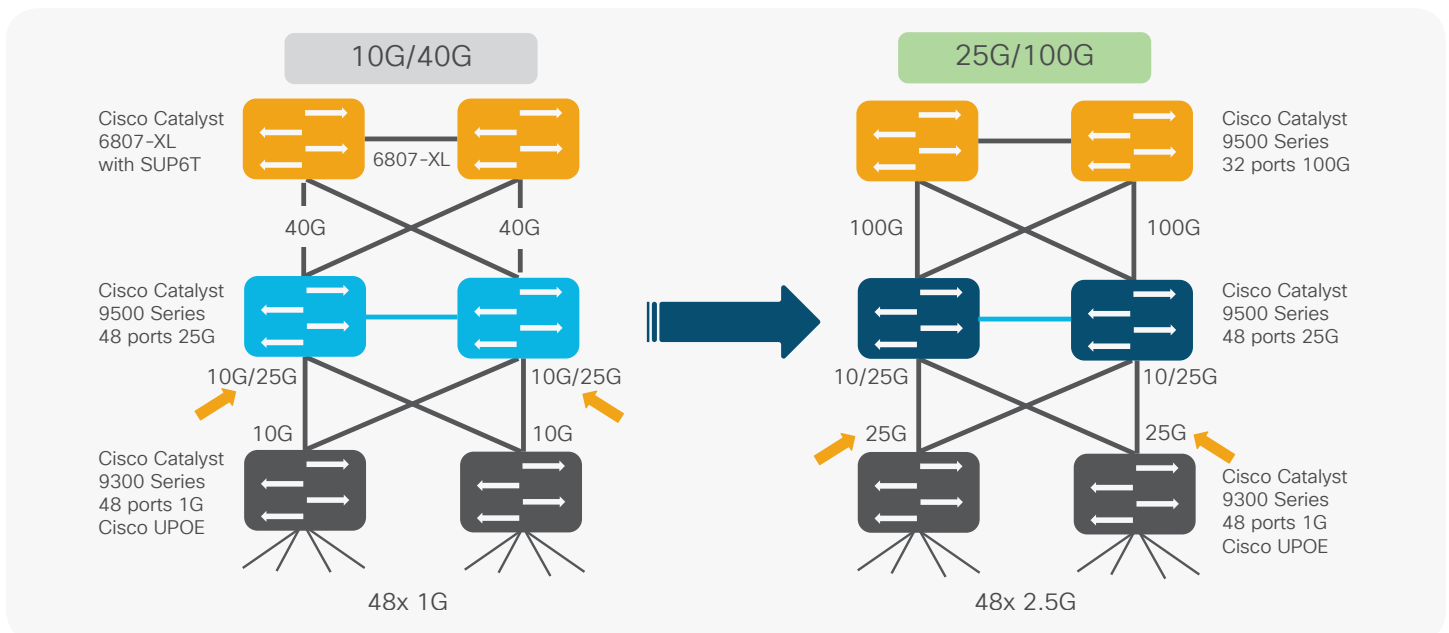 10G/40G
Cisco Catalyst
6807-XL
with SUP6T
6807-XL
40G
40G
Cisco Catalyst
9500 Series
48 ports 25G
10G/25G
10G/25G
10G
10G
Cisco Catalyst
9300 Series
48 ports 1G
Cisco UPOE
48x 1G
25G/100G
Cisco Catalyst
9500 Series
32 ports 100G
100G
100G
Cisco Catalyst
9500 Series
48 ports 25G
10/25G
10/25G
25G
25G
Cisco Catalyst
9300 Series
48 ports 1G
Cisco UPOE
48x 2.5G